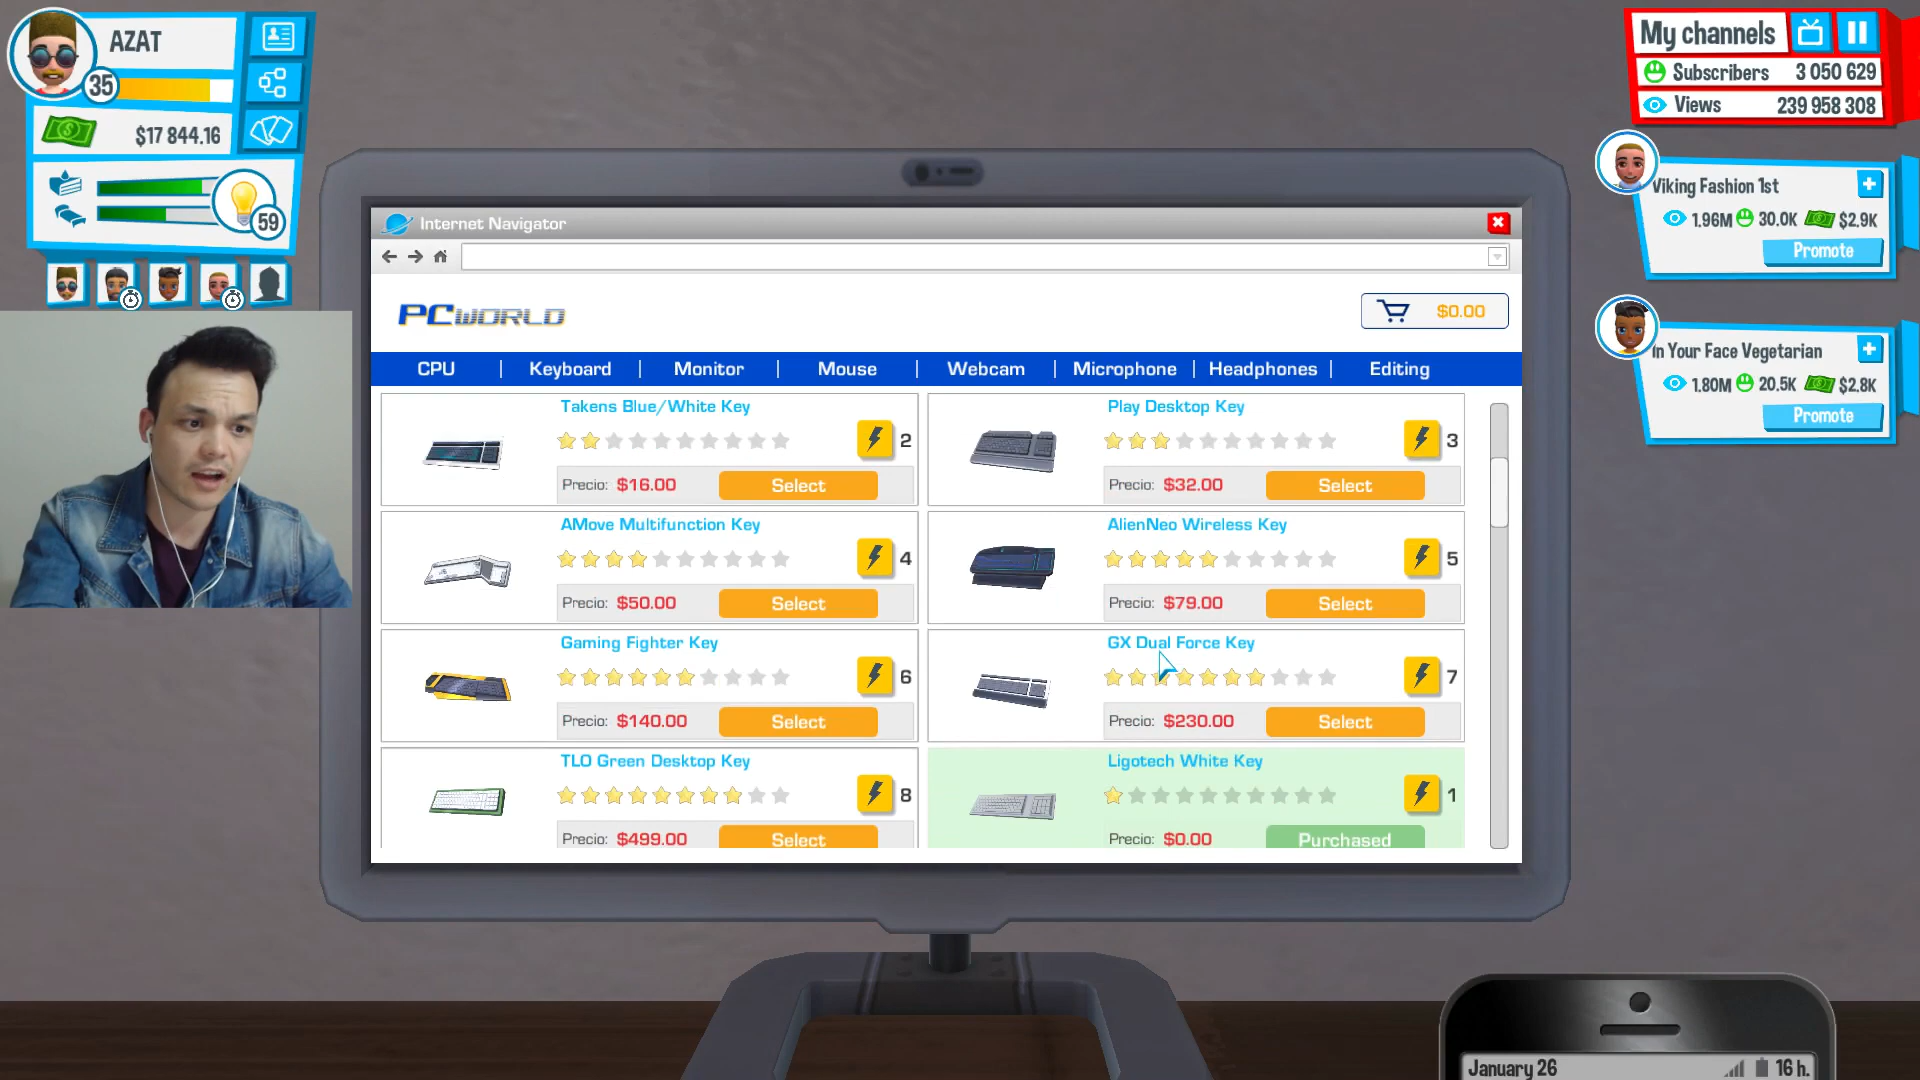 AZAT
35
$17 844.16
59
My channels
Subscribers 3 050 629
Views 239 958 308
Viking Fashion 1st
1.96M 30.0K $2.9K
Promote
In Your Face Vegetarian
1.80M 20.5K $2.8K
Promote
Internet Navigator
PCWORLD
$0.00
CPU Keyboard Monitor Mouse Webcam Microphone Headphones Editing
Takens Blue/White Key
2
Precio: $16.00 Select
Play Desktop Key
3
Precio: $32.00 Select
AMove Multifunction Key
4
Precio: $50.00 Select
AlienNeo Wireless Key
5
Precio: $79.00 Select
Gaming Fighter Key
6
Precio: $140.00 Select
GX Dual Force Key
7
Precio: $230.00 Select
TLO Green Desktop Key
8
Precio: $499.00 Select
Ligotech White Key
1
Precio: $0.00 Purchased
January 26 16 h.